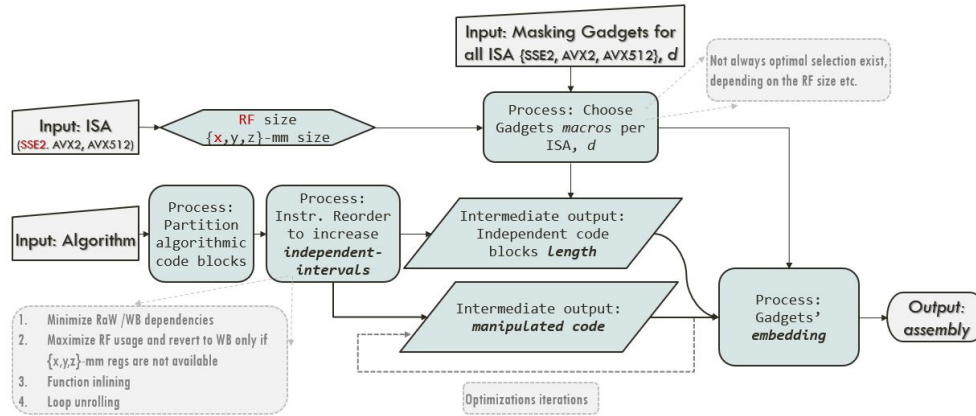 Input: Masking Gadgets for
all ISA {SSE2, AVX2, AVX512}, d
Not always optimal selection exist,
depending on the RF size etc.
Input: ISA
{SSE2. AVX2, AVX512}
RF size
{x,y,z}-mm size
Process: Choose
Gadgets macros per
ISA, d
Input: Algorithm
Process:
Partition
algorithmic
code blocks
Process:
Instr. Reorder
to increase
independent-
intervals
Intermediate output:
Independent code
blocks length
Intermediate output:
manipulated code
Process:
Gadgets’
embedding
Output:
assembly
1. Minimize RaW /WB dependencies
2. Maximize RF usage and revert to WB only if
{x,y,z}-mm regs are not available
3. Function inlining
4. Loop unrolling
Optimizations iterations